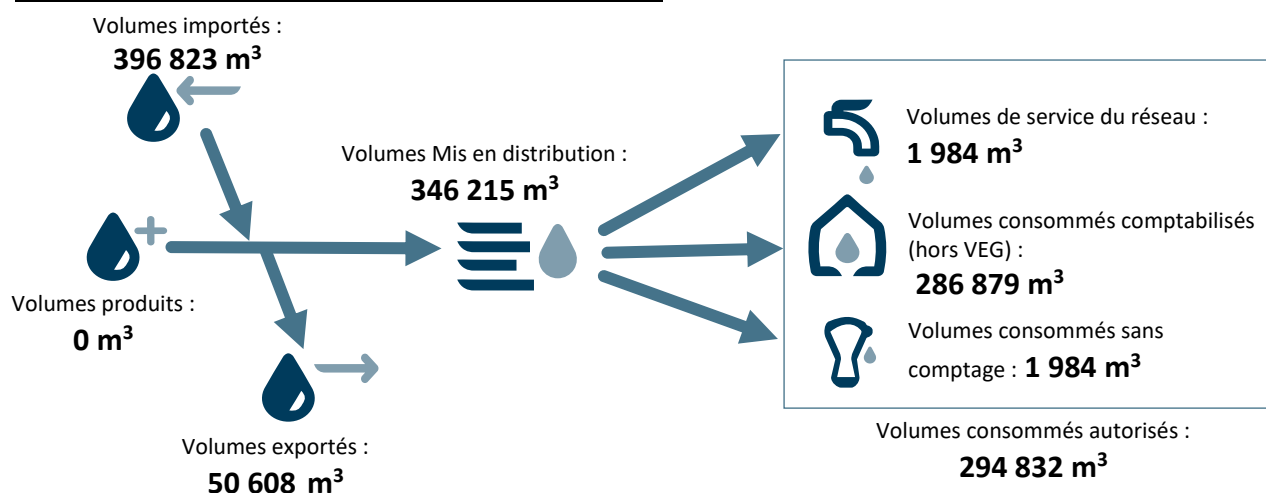 Volumes importés :
396 823 m³
Volumes Mis en distribution :
346 215 m³
Volumes produits :
0 m³
Volumes exportés :
50 608 m³
Volumes de service du réseau :
1 984 m³
Volumes consommés comptabilisés
(hors VEG) :
286 879 m³
Volumes consommés sans
comptage : 1 984 m³
Volumes consommés autorisés :
294 832 m³